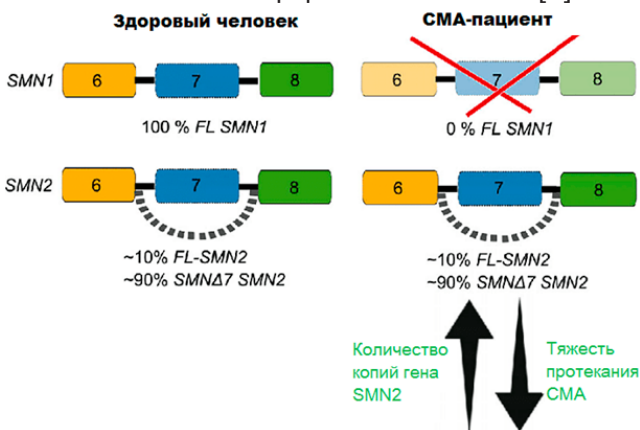 Здоровый человек СМА-пациент
SMN1 6 7 8 6 7 8
100 % FL SMN1 0 % FL SMN1
SMN2 6 7 8 6 7 8
~10% FL-SMN2 ~10% FL-SMN2
~90% SMNΔ7 SMN2 ~90% SMNΔ7 SMN2
Количество Тяжесть
копий гена протекания
SMN2 СМА